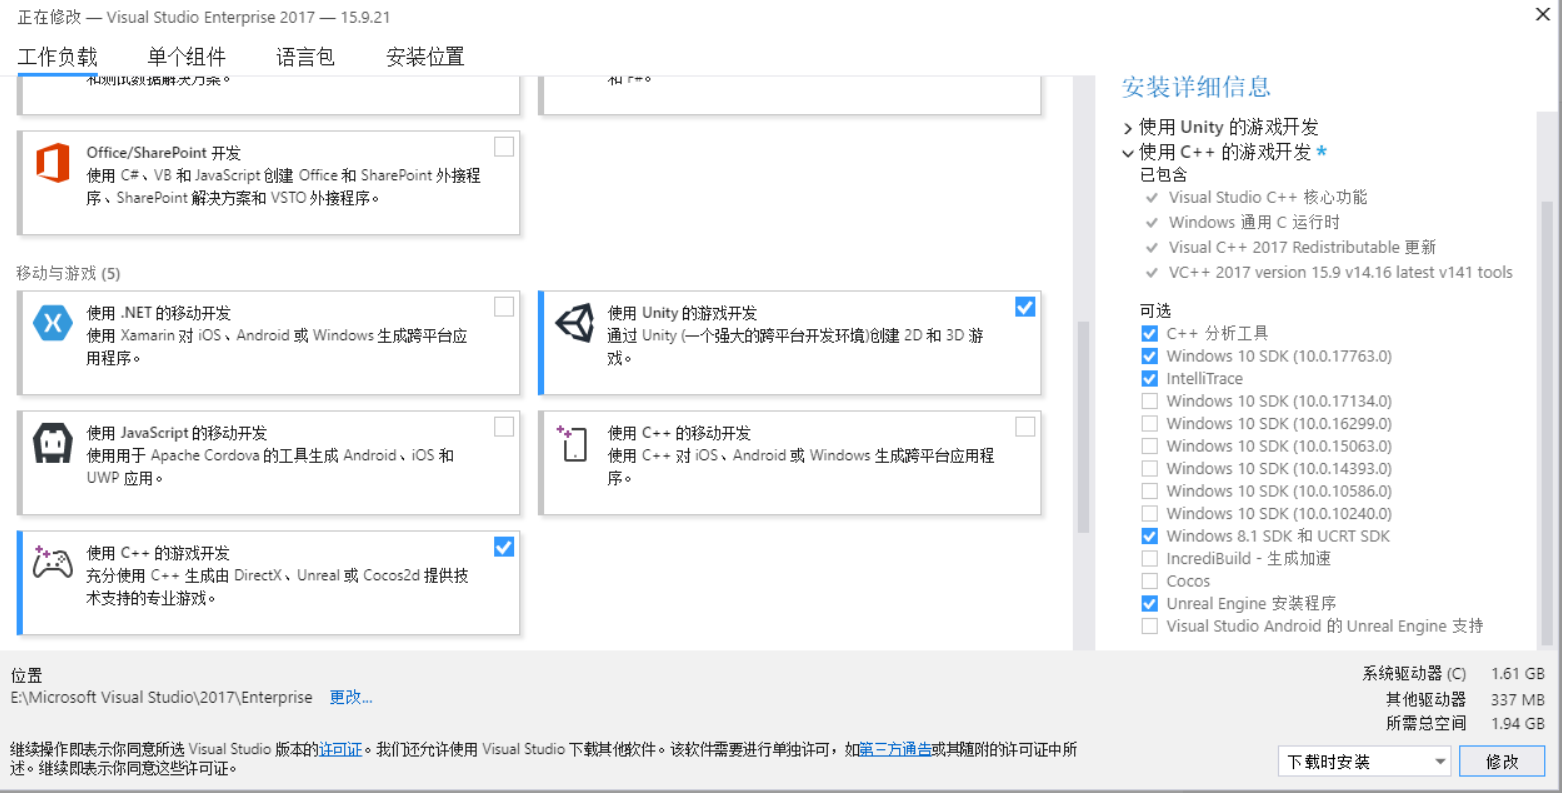 正在修改 — Visual Studio Enterprise 2017 — 15.9.21
工作负载 单个组件 语言包 安装位置
和测试数据解决方案。
和 F#。
Office/SharePoint 开发
使用 C#、VB 和 JavaScript 创建 Office 和 SharePoint 外接程
序、SharePoint 解决方案和 VSTO 外接程序。
移动与游戏 (5)
使用 .NET 的移动开发
使用 Xamarin 对 iOS、Android 或 Windows 生成跨平台应
用程序。
使用 Unity 的游戏开发
通过 Unity (一个强大的跨平台开发环境)创建 2D 和 3D 游
戏。
使用 JavaScript 的移动开发
使用用于 Apache Cordova 的工具生成 Android、iOS 和
UWP 应用。
使用 C++ 的移动开发
使用 C++ 对 iOS、Android 或 Windows 生成跨平台应用程
序。
使用 C++ 的游戏开发
充分使用 C++ 生成由 DirectX、Unreal 或 Cocos2d 提供技
术支持的专业游戏。
安装详细信息
使用 Unity 的游戏开发
使用 C++ 的游戏开发 *
已包含
Visual Studio C++ 核心功能
Windows 通用 C 运行时
Visual C++ 2017 Redistributable 更新
VC++ 2017 version 15.9 v14.16 latest v141 tools
可选
C++ 分析工具
Windows 10 SDK (10.0.17763.0)
IntelliTrace
Windows 10 SDK (10.0.17134.0)
Windows 10 SDK (10.0.16299.0)
Windows 10 SDK (10.0.15063.0)
Windows 10 SDK (10.0.14393.0)
Windows 10 SDK (10.0.10586.0)
Windows 10 SDK (10.0.10240.0)
Windows 8.1 SDK 和 UCRT SDK
IncrediBuild - 生成加速
Cocos
Unreal Engine 安装程序
Visual Studio Android 的 Unreal Engine 支持
位置
E:\Microsoft Visual Studio\2017\Enterprise 更改...
系统驱动器 (C) 1.61 GB
其他驱动器 337 MB
所需总空间 1.94 GB
继续操作即表示你同意所选 Visual Studio 版本的许可证。我们还允许使用 Visual Studio 下载其他软件。该软件需要进行单独许可，如第三方通告或其随附的许可证中所
述。继续即表示你同意这些许可证。
下载时安装 修改